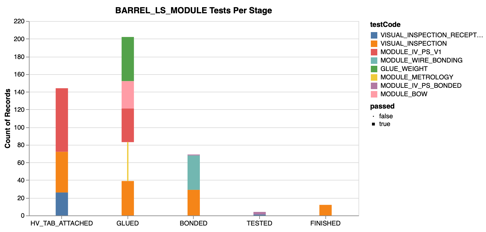 BARREL_LS_MODULE Tests Per Stage
Count of Records
220
200
180
160
140
120
100
80
60
40
20
0
HV_TAB_ATTACHED
GLUED
BONDED
TESTED
FINISHED
testCode
VISUAL_INSPECTION_RECEPT…
VISUAL_INSPECTION
MODULE_IV_PS_V1
MODULE_WIRE_BONDING
GLUE_WEIGHT
MODULE_METROLOGY
MODULE_IV_PS_BONDED
MODULE_BOW
passed
false
true